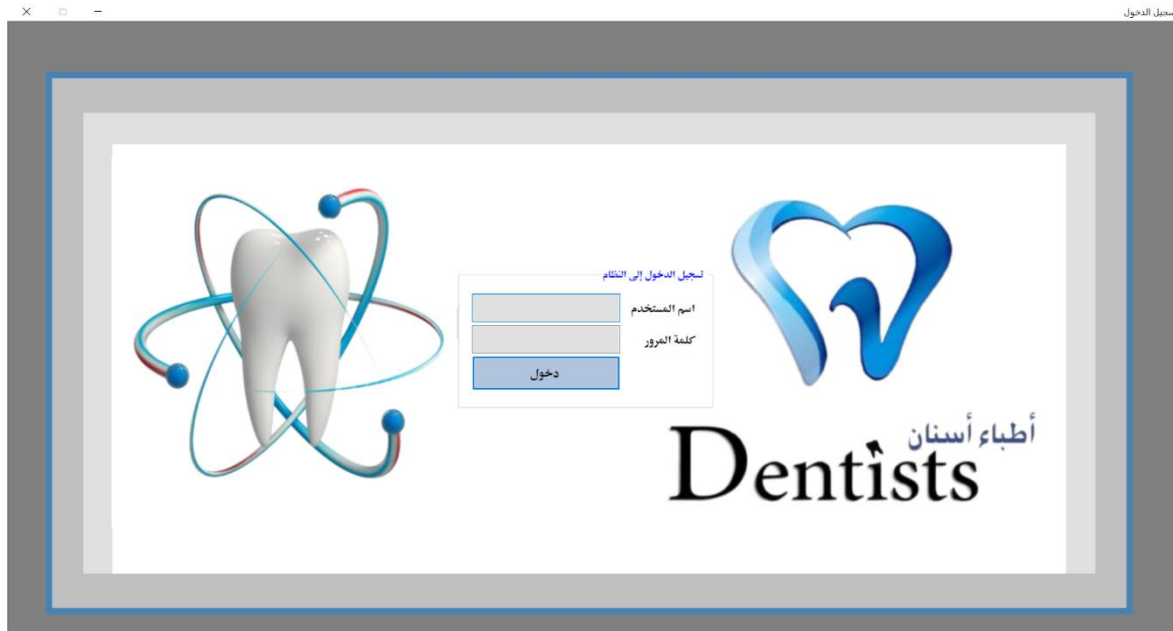 تسجيل الدخول
تسجيل الدخول إلى النظام
اسم المستخدم
كلمة المرور
دخول
أطباء أسنان
Dentists